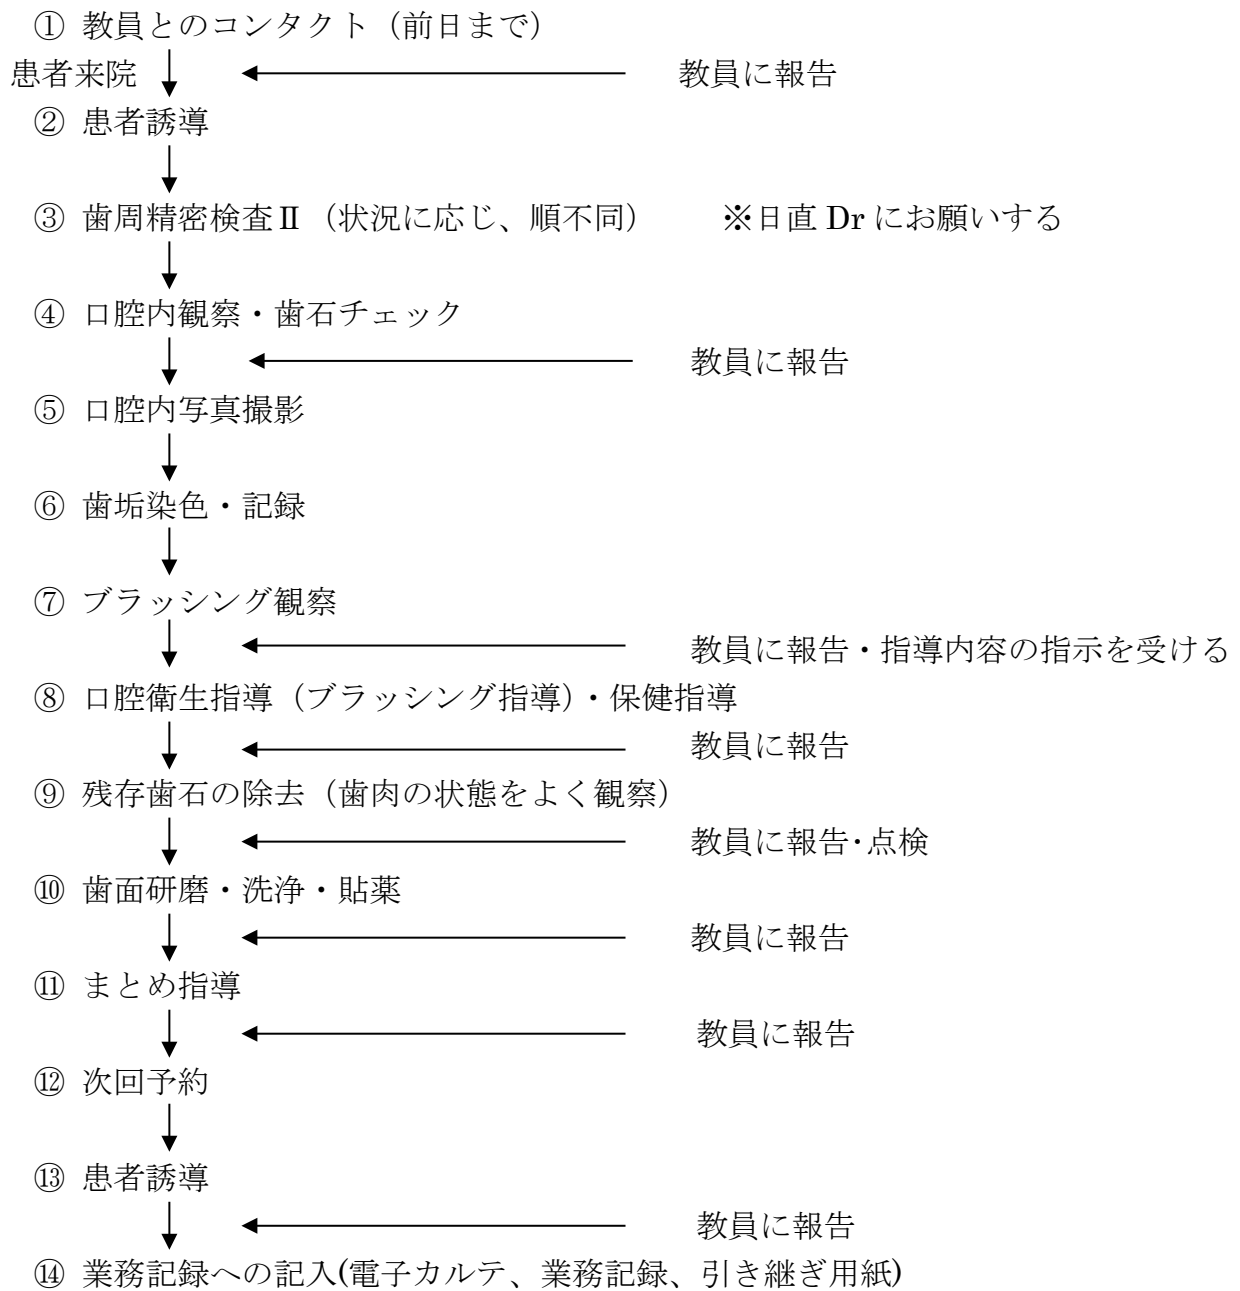 ① 教員とのコンタクト（前日まで）
患者来院 教員に報告
② 患者誘導
③ 歯周精密検査Ⅱ（状況に応じ、順不同） ※日直 Dr にお願いする
④ 口腔内観察・歯石チェック
教員に報告
⑤ 口腔内写真撮影
⑥ 歯垢染色・記録
⑦ ブラッシング観察
教員に報告・指導内容の指示を受ける
⑧ 口腔衛生指導（ブラッシング指導）・保健指導
教員に報告
⑨ 残存歯石の除去（歯肉の状態をよく観察）
教員に報告・点検
⑩ 歯面研磨・洗浄・貼薬
教員に報告
⑪ まとめ指導
教員に報告
⑫ 次回予約
⑬ 患者誘導
教員に報告
⑭ 業務記録への記入(電子カルテ、業務記録、引き継ぎ用紙)